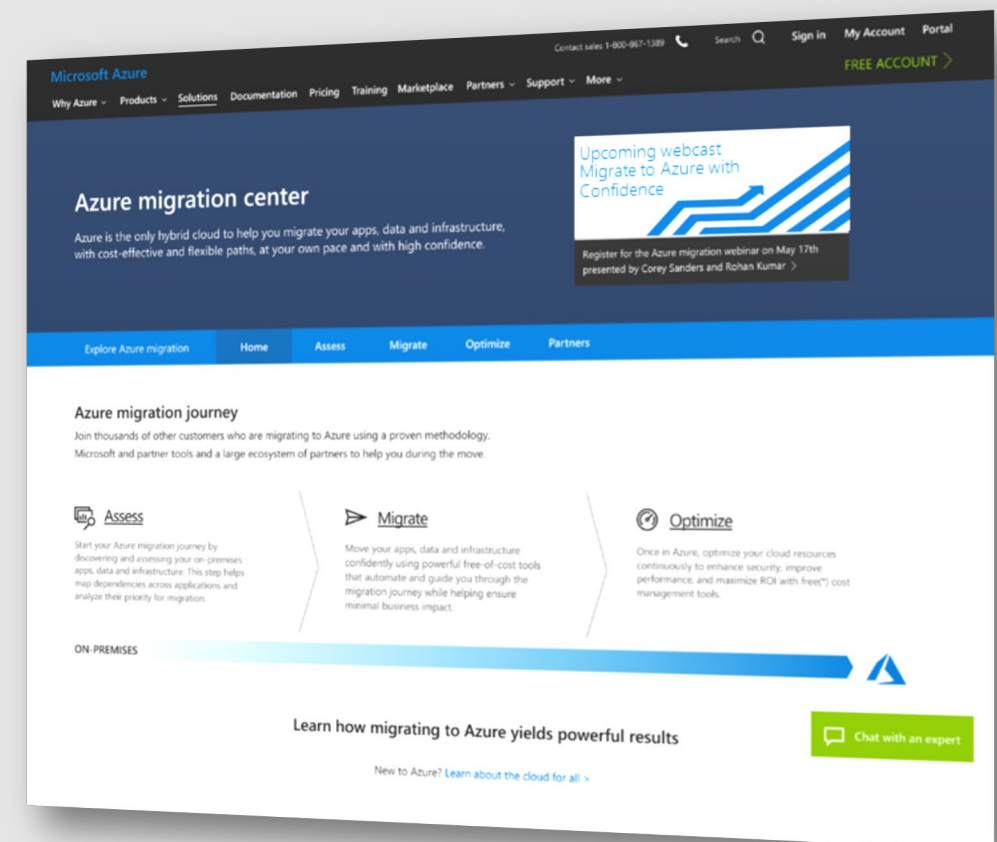 Contact sales 1-800-867-1389 Search Sign in My Account Portal
Microsoft Azure FREE ACCOUNT >
Why Azure Products Solutions Documentation Pricing Training Marketplace Partners Support More
Upcoming webcast
Migrate to Azure with
Confidence
Register for the Azure migration webinar on May 17th
presented by Corey Sanders and Rohan Kumar >
Azure migration center
Azure is the only hybrid cloud to help you migrate your apps, data and infrastructure,
with cost-effective and flexible paths, at your own pace and with high confidence.
Explore Azure migration Home Assess Migrate Optimize Partners
Azure migration journey
Join thousands of other customers who are migrating to Azure using a proven methodology.
Microsoft and partner tools and a large ecosystem of partners to help you during the move.
Assess
Start your Azure migration journey by
discovering and assessing your on-premises
apps, data and infrastructure. This step helps
map dependencies across applications and
analyze their priority for migration.
Migrate
Move your apps, data and infrastructure
confidently using powerful free-of-cost tools
that automate and guide you through the
migration journey while helping ensure
minimal business impact.
Optimize
Once in Azure, optimize your cloud resources
continuously to enhance security, improve
performance, and maximize ROI with free(*) cost
management tools.
ON-PREMISES
Learn how migrating to Azure yields powerful results
New to Azure? Learn about the cloud for all >
Chat with an expert